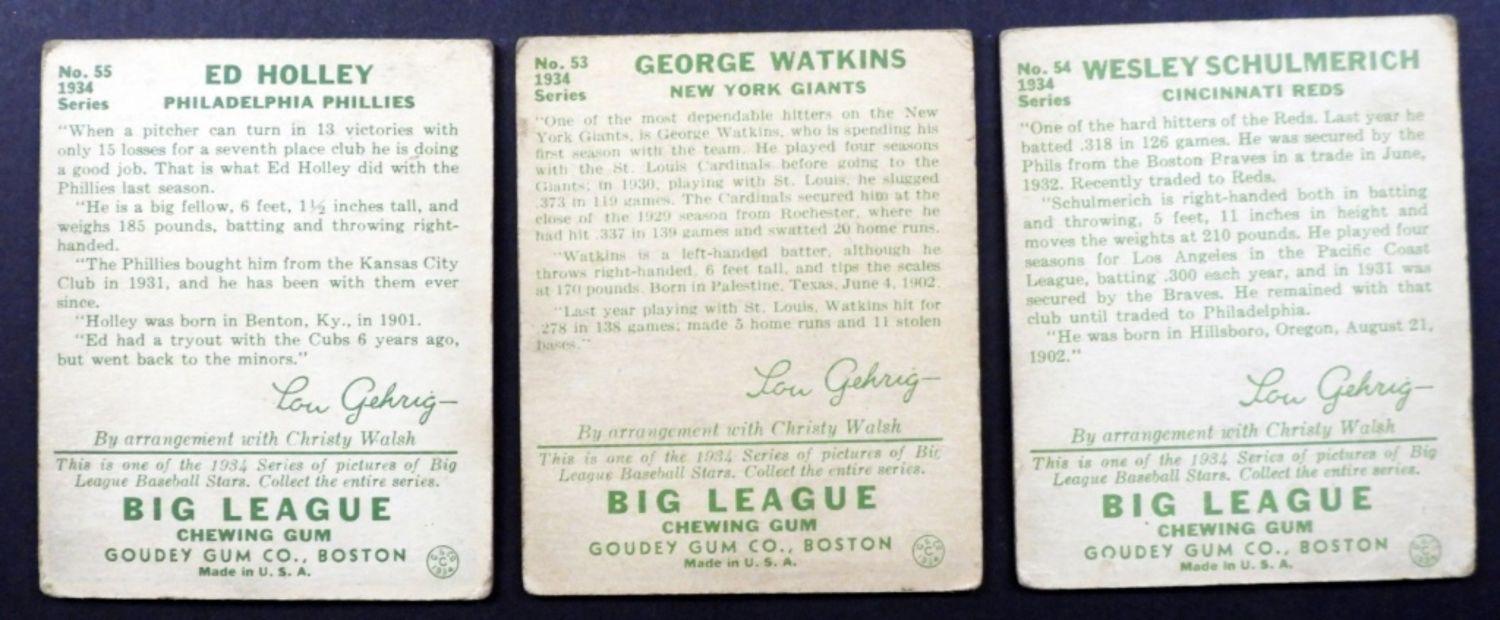 No. 55
1934
Series
ED HOLLEY
PHILADELPHIA PHILLIES
"When a pitcher can turn in 13 victories with
only 15 losses for a seventh place club he is doing
a good job. That is what Ed Holley did with the
Phillies last season.
"He is a big fellow, 6 feet, 1½ inches tall, and
weighs 185 pounds, batting and throwing right-
handed.
"The Phillies bought him from the Kansas City
Club in 1931, and he has been with them ever
since.
"Holley was born in Benton, Ky., in 1901.
"Ed had a tryout with the Cubs 6 years ago,
but went back to the minors."
Lou Gehrig
By arrangement with Christy Walsh
This is one of the 1934 Series of pictures of Big
League Baseball Stars. Collect the entire series.
BIG LEAGUE
CHEWING GUM
GOUDEY GUM CO., BOSTON
Made in U. S. A.
No. 53
1934
Series
GEORGE WATKINS
NEW YORK GIANTS
"One of the most dependable hitters on the New
York Giants, is George Watkins, who is spending his
first season with the team. He played four seasons
with the St. Louis Cardinals before going to the
Giants; in 1930, playing with St. Louis, he slugged
.373 in 119 games. The Cardinals secured him at the
close of the 1929 season from Rochester, where he
had hit .337 in 139 games and swatted 20 home runs.
"Watkins is a left-handed batter, although he
throws right-handed, 6 feet tall, and tips the scales
at 170 pounds. Born in Palestine, Texas, June 4, 1902.
"Last year playing with St. Louis, Watkins hit for
.278 in 138 games; made 5 home runs and 11 stolen
bases."
Lou Gehrig
By arrangement with Christy Walsh
This is one of the 1934 Series of pictures of Big
League Baseball Stars. Collect the entire series.
BIG LEAGUE
CHEWING GUM
GOUDEY GUM CO., BOSTON
Made in U. S. A.
No. 54
1934
Series
WESLEY SCHULMERICH
CINCINNATI REDS
"One of the hard hitters of the Reds. Last year he
batted .318 in 126 games. He was secured by the
Phils from the Boston Braves in a trade in June,
1932. Recently traded to Reds.
"Schulmerich is right-handed both in batting
and throwing, 5 feet, 11 inches in height and
moves the weights at 210 pounds. He played four
seasons for Los Angeles in the Pacific Coast
League, batting .300 each year, and in 1931 was
secured by the Braves. He remained with that
club until traded to Philadelphia.
"He was born in Hillsboro, Oregon, August 21,
1902."
Lou Gehrig
By arrangement with Christy Walsh
This is one of the 1934 Series of pictures of Big
League Baseball Stars. Collect the entire series.
BIG LEAGUE
CHEWING GUM
GOUDEY GUM CO., BOSTON
Made in U. S. A.